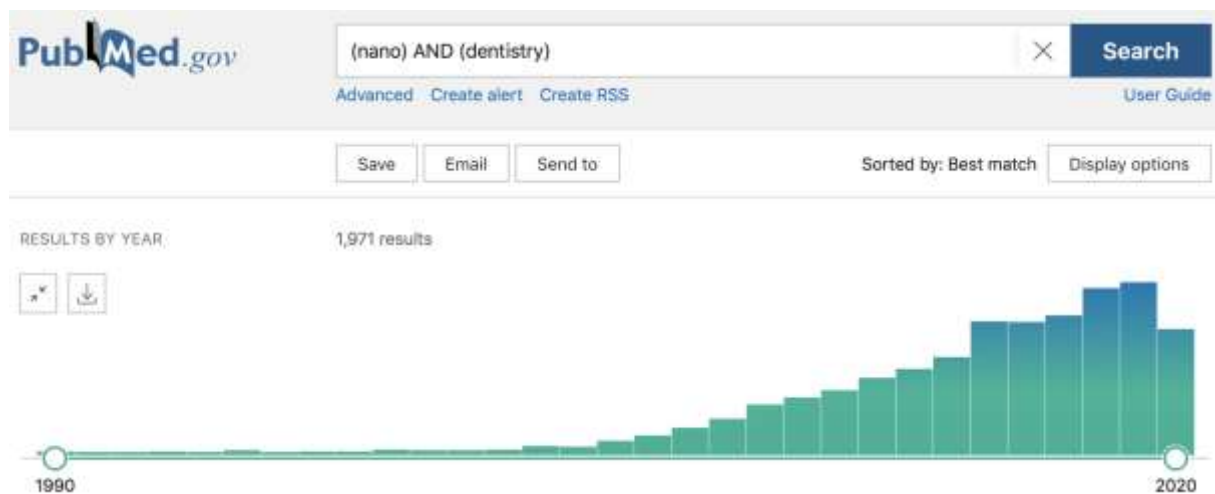 PubMed.gov
(nano) AND (dentistry)
Search
Advanced Create alert Create RSS
User Guide
Save Email Send to
Sorted by: Best match Display options
RESULTS BY YEAR
1,971 results
1990
2020